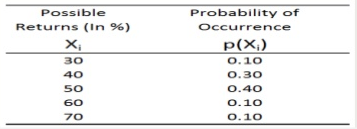 Possible Probability of
Returns (In %) Occurrence
Xᵢ p(Xᵢ)
30 0.10
40 0.30
50 0.40
60 0.10
70 0.10